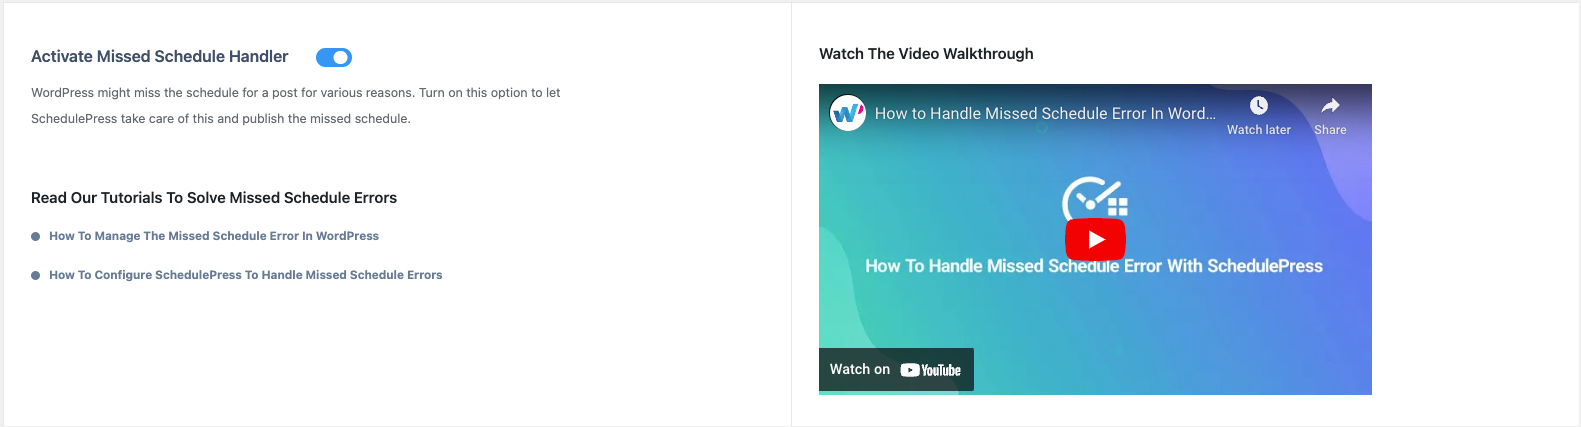 Activate Missed Schedule Handler
WordPress might miss the schedule for a post for various reasons. Turn on this option to let
SchedulePress take care of this and publish the missed schedule.
Read Our Tutorials To Solve Missed Schedule Errors
How To Manage The Missed Schedule Error In WordPress
How To Configure SchedulePress To Handle Missed Schedule Errors
Watch The Video Walkthrough
How to Handle Missed Schedule Error In Word...
Watch later
Share
How To Handle Missed Schedule Error With SchedulePress
Watch on YouTube